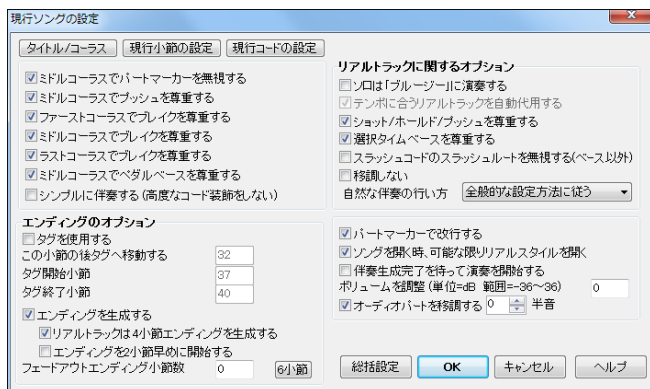 現行ソングの設定
タイトル/コーラス 現行小節の設定 現行コードの設定
ミドルコーラスでパートマーカーを無視する
ミドルコーラスでプッシュを尊重する
ファーストコーラスでブレイクを尊重する
ミドルコーラスでブレイクを尊重する
ラストコーラスでブレイクを尊重する
ミドルコーラスでペダルベースを尊重する
シンプルに伴奏する(高度なコード装飾をしない)
エンディングのオプション
タグを使用する
この小節の後タグへ移動する 32
タグ開始小節 37
タグ終了小節 40
エンディングを生成する
リアルトラックは4小節エンディングを生成する
エンディングを2小節早めに開始する
フェードアウトエンディング小節数 0 6小節
リアルトラックに関するオプション
ソロは「ブルージー」に演奏する
テンポに合うリアルトラックを自動代用する
ショット/ホールド/プッシュを尊重する
選択タイムベースを尊重する
スラッシュコードのスラッシュルートを無視する(ベース以外)
移調しない
自然な伴奏の行い方 全般的な設定方法に従う
パートマーカーで改行する
ソングを開く時、可能な限りリアルスタイルを開く
伴奏生成完了を待って演奏を開始する
ボリュームを調整(単位=dB 範囲=-36~36) 0
オーディオパートを移調する 0 半音
総括設定 OK キャンセル ヘルプ